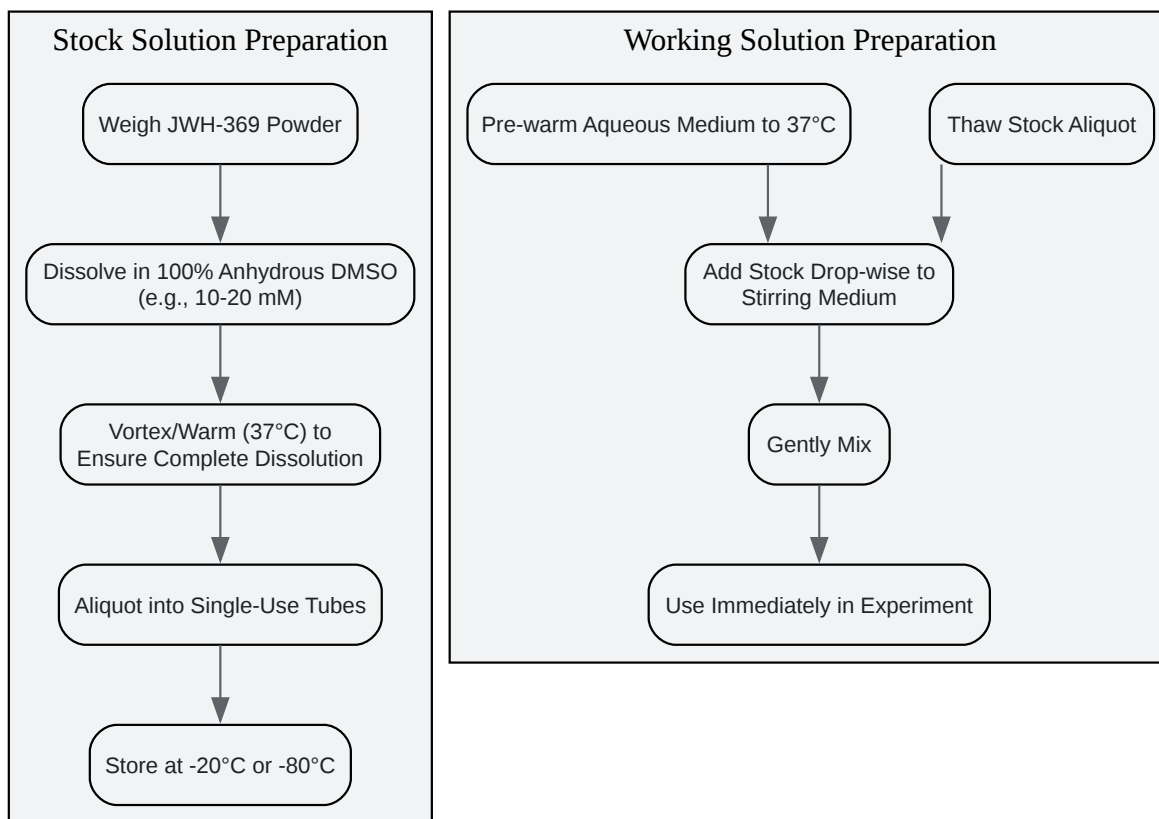 Stock Solution Preparation
Weigh JWH-369 Powder
Dissolve in 100% Anhydrous DMSO
(e.g., 10-20 mM)
Vortex/Warm (37°C) to
Ensure Complete Dissolution
Aliquot into Single-Use Tubes
Store at -20°C or -80°C
Working Solution Preparation
Pre-warm Aqueous Medium to 37°C
Thaw Stock Aliquot
Add Stock Drop-wise to
Stirring Medium
Gently Mix
Use Immediately in Experiment